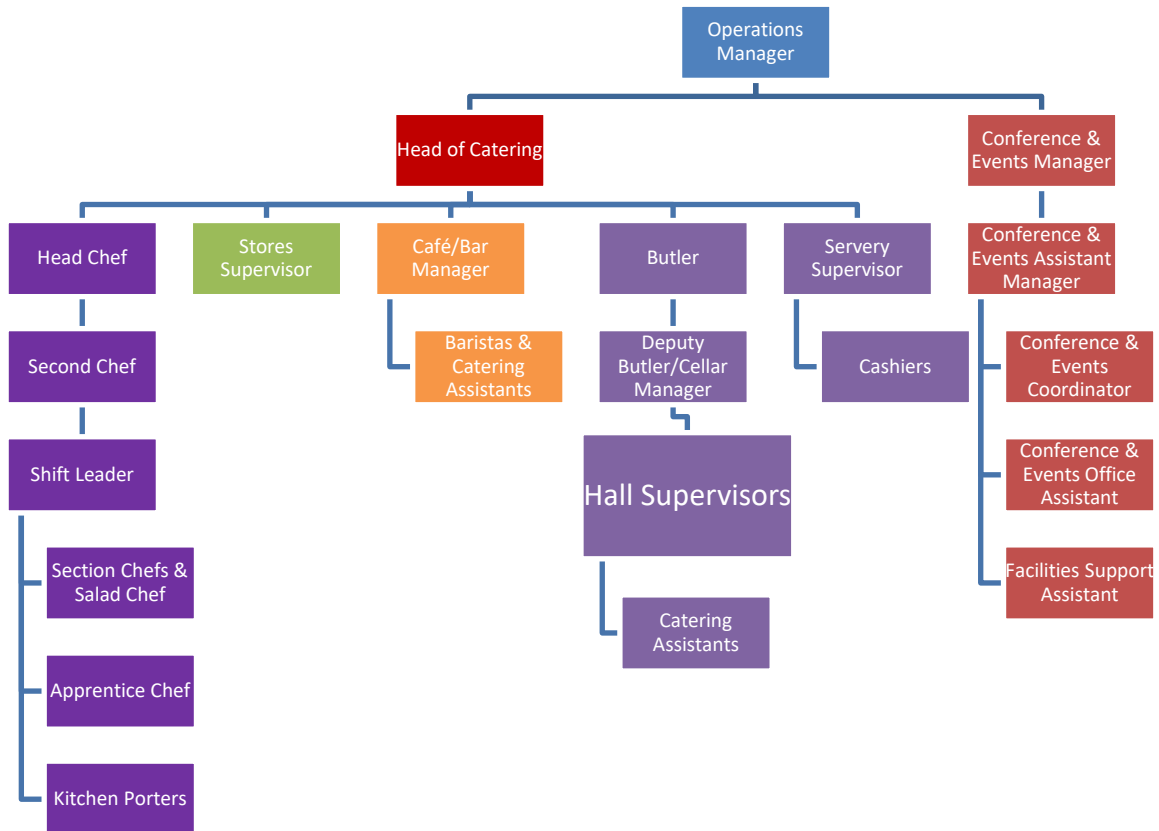 Operations
Manager
Head of Catering
Conference &
Events Manager
Head Chef
Stores
Supervisor
Café/Bar
Manager
Butler
Servery
Supervisor
Conference &
Events Assistant
Manager
Second Chef
Baristas &
Catering
Assistants
Deputy
Butler/Cellar
Manager
Cashiers
Conference &
Events
Coordinator
Shift Leader
Hall Supervisors
Conference &
Events Office
Assistant
Section Chefs &
Salad Chef
Catering
Assistants
Facilities Support
Assistant
Apprentice Chef
Kitchen Porters